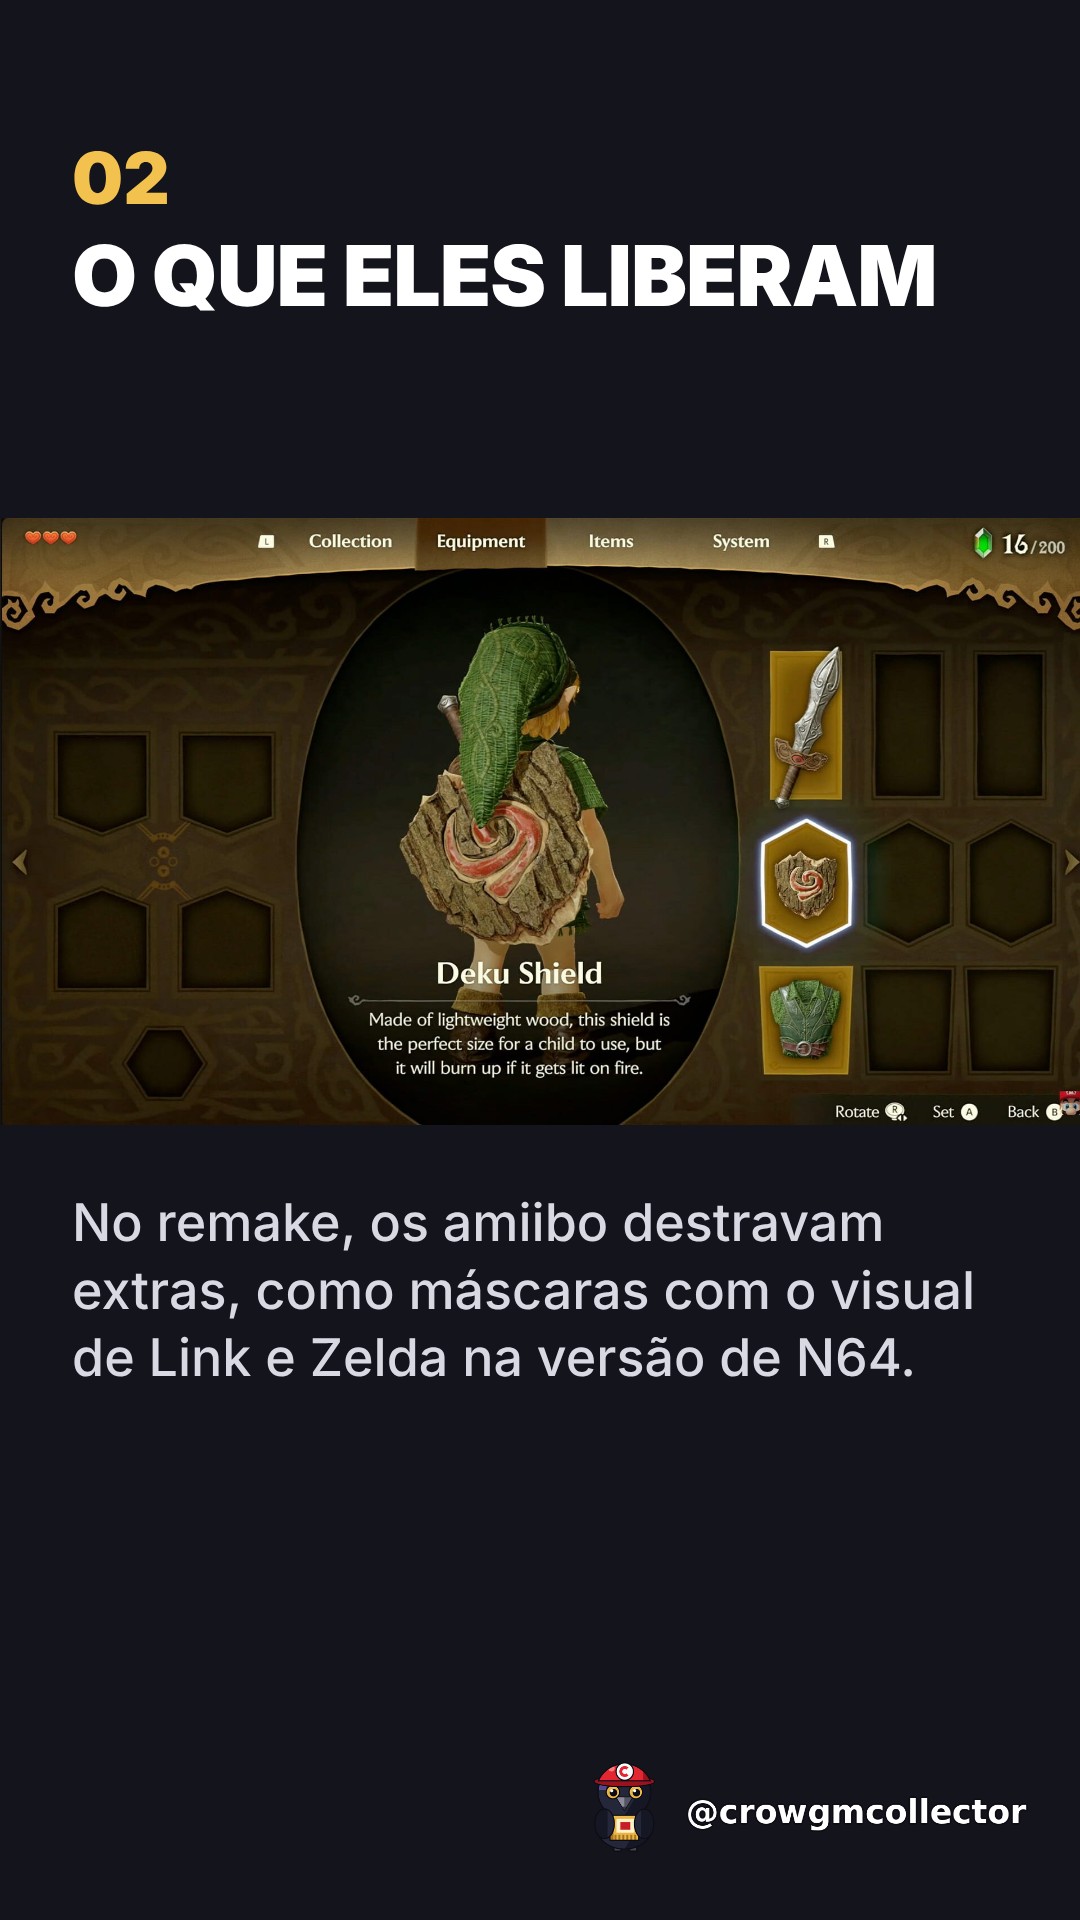 02
O QUE ELES LIBERAM
L Collection Equipment Items System R 16/200
Deku Shield
Made of lightweight wood, this shield is
the perfect size for a child to use, but
it will burn up if it gets lit on fire.
Rotate R Set A Back B
No remake, os amiibo destravam
extras, como máscaras com o visual
de Link e Zelda na versão de N64.
C
@crowgmcollector